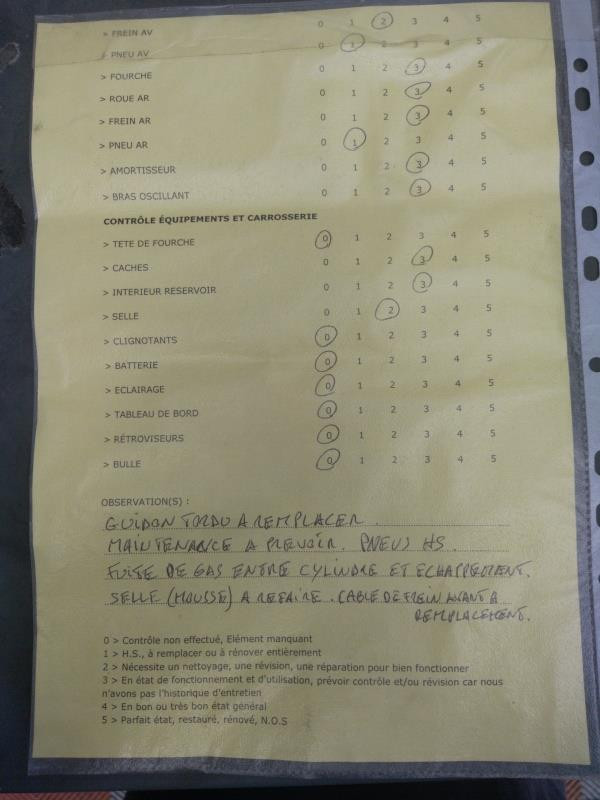 > FREIN AV 0 1 2 3 4 5
> PNEU AV 0 1 2 3 4 5
> FOURCHE 0 1 2 3 4 5
> ROUE AR 0 1 2 3 4 5
> FREIN AR 0 1 2 3 4 5
> PNEU AR 0 1 2 3 4 5
> AMORTISSEUR 0 1 2 3 4 5
> BRAS OSCILLANT 0 1 2 3 4 5
CONTRÔLE ÉQUIPEMENTS ET CARROSSERIE
> TETE DE FOURCHE 0 1 2 3 4 5
> CACHES 0 1 2 3 4 5
> INTERIEUR RESERVOIR 0 1 2 3 4 5
> SELLE 0 1 2 3 4 5
> CLIGNOTANTS 0 1 2 3 4 5
> BATTERIE 0 1 2 3 4 5
> ECLAIRAGE 0 1 2 3 4 5
> TABLEAU DE BORD 0 1 2 3 4 5
> RÉTROVISEURS 0 1 2 3 4 5
> BULLE 0 1 2 3 4 5
OBSERVATION(S) :
GUIDON TORDU A REMPLACER.
MAINTENANCE A PREVOIR. PNEUS HS.
FUITE DE GAS ENTRE CYLINDRE ET ECHAPPEMENT.
SELLE (MOUSSE) A REFAIRE. CABLE DE FREIN AVANT A
REMPLACEMENT.
0 > Contrôle non effectué, Elément manquant
1 > H.S., à remplacer ou à rénover entièrement
2 > Nécessite un nettoyage, une révision, une réparation pour bien fonctionner
3 > En état de fonctionnement et d'utilisation, prévoir contrôle et/ou révision car nous
n'avons pas l'historique d'entretien
4 > En bon ou très bon état général
5 > Parfait état, restauré, rénové, N.O.S